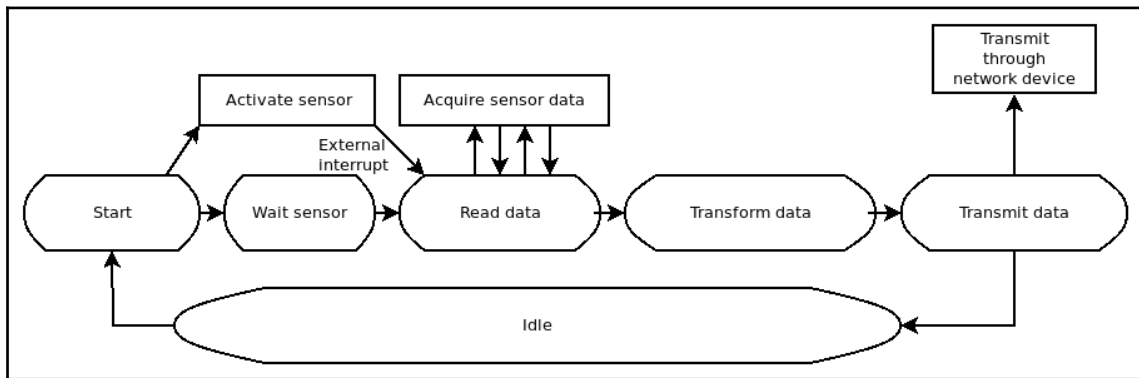 Transmit
through
network device
Activate sensor
Acquire sensor data
External
interrupt
Start
Wait sensor
Read data
Transform data
Transmit data
Idle